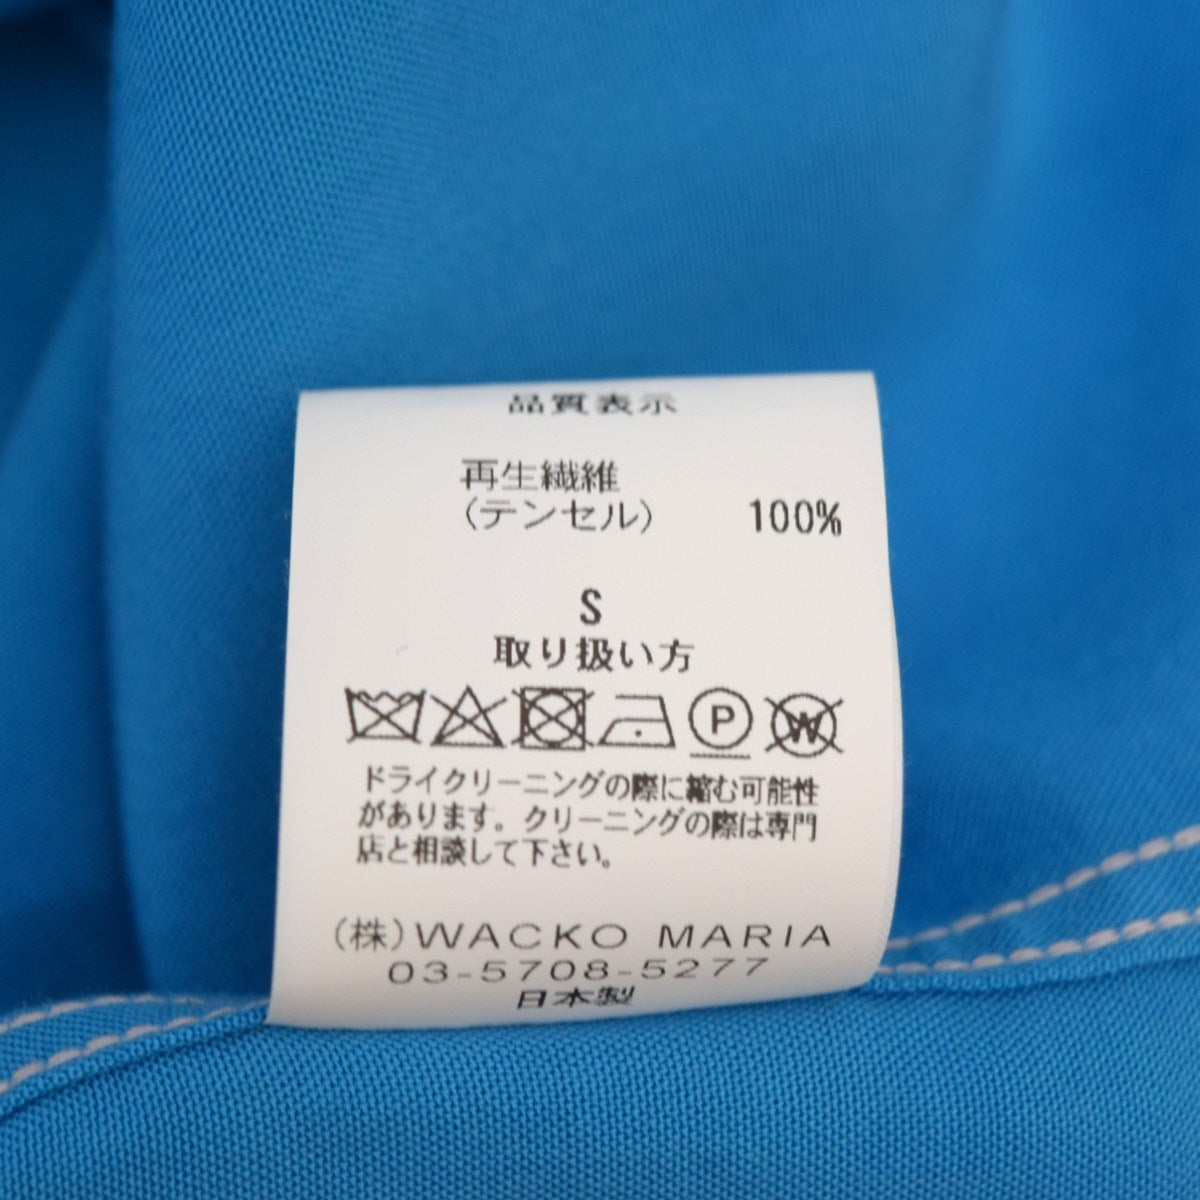 品質表示
再生繊維
(テンセル) 100%
S
取り扱い方
P W
ドライクリーニングの際に縮む可能性
があります。クリーニングの際は専門
店と相談して下さい。
(株)WACKO MARIA
03-5708-5277
日本製